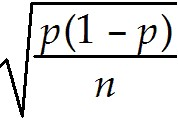 √(p(1 − p)/n)